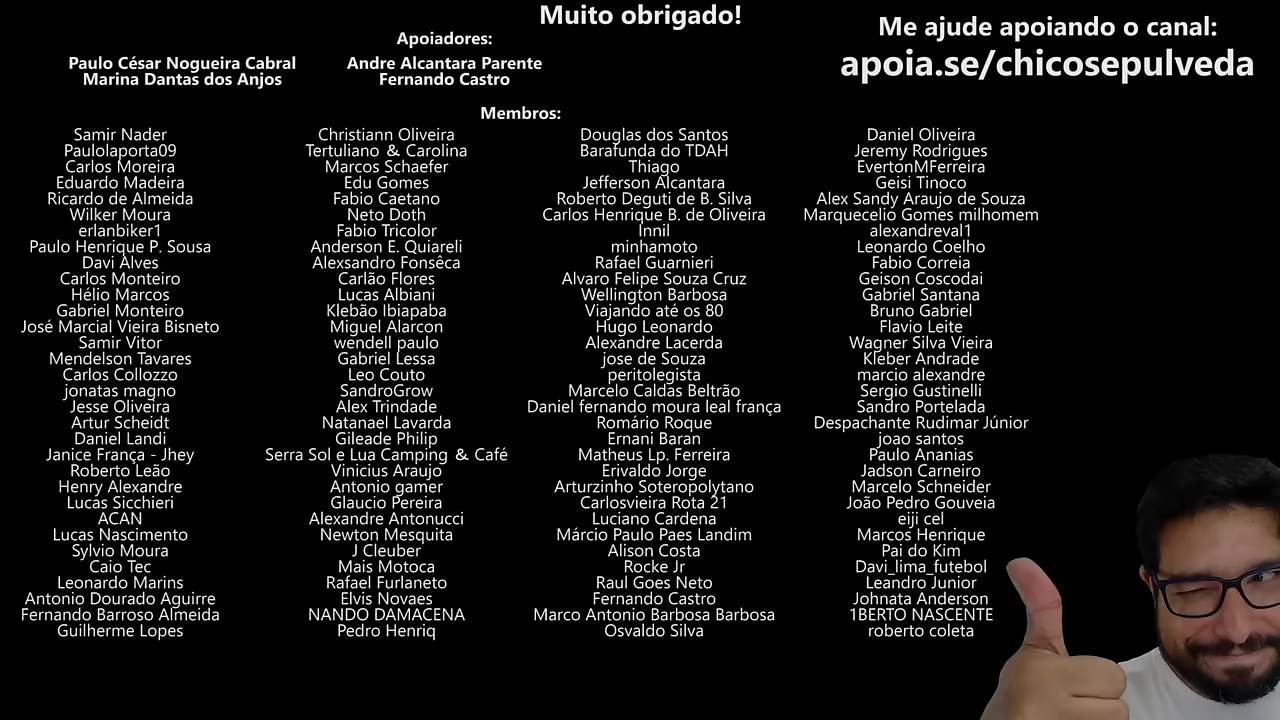 Muito obrigado!
Me ajude apoiando o canal:
apoia.se/chicosepulveda
Apoiadores:
Paulo César Nogueira Cabral
Marina Dantas dos Anjos
Andre Alcantara Parente
Fernando Castro
Membros:
Samir Nader
Paulolaporta09
Carlos Moreira
Eduardo Madeira
Ricardo de Almeida
Wilker Moura
erlanbiker1
Paulo Henrique P. Sousa
Davi Alves
Carlos Monteiro
Hélio Marcos
Gabriel Monteiro
José Marcial Vieira Bisneto
Samir Vitor
Mendelson Tavares
Carlos Collozzo
jonatas magno
Jesse Oliveira
Artur Scheidt
Daniel Landi
Janice França - Jhey
Roberto Leão
Henry Alexandre
Lucas Sicchieri
ACAN
Lucas Nascimento
Sylvio Moura
Caio Tec
Leonardo Marins
Antonio Dourado Aguirre
Fernando Barroso Almeida
Guilherme Lopes
Christiann Oliveira
Tertuliano & Carolina
Marcos Schaefer
Edu Gomes
Fabio Caetano
Neto Doth
Fabio Tricolor
Anderson E. Quiareli
Alexsandro Fonsêca
Carlão Flores
Lucas Albiani
Klebão Ibiapaba
Miguel Alarcon
wendell paulo
Gabriel Lessa
Leo Couto
SandroGrow
Alex Trindade
Natanael Lavarda
Gileade Philip
Serra Sol e Lua Camping & Café
Vinicius Araujo
Antonio gamer
Glaucio Pereira
Alexandre Antonucci
Newton Mesquita
J Cleuber
Mais Motoca
Rafael Furlaneto
Elvis Novaes
NANDO DAMACENA
Pedro Henriq
Douglas dos Santos
Barafunda do TDAH
Thiago
Jefferson Alcantara
Roberto Deguti de B. Silva
Carlos Henrique B. de Oliveira
Innil
minhamoto
Rafael Guarnieri
Alvaro Felipe Souza Cruz
Wellington Barbosa
Viajando até os 80
Hugo Leonardo
Alexandre Lacerda
jose de Souza
peritolegista
Marcelo Caldas Beltrão
Daniel fernando moura leal frança
Romário Roque
Ernani Baran
Matheus Lp. Ferreira
Erivaldo Jorge
Arturzinho Soteropolytano
Carlosvieira Rota 21
Luciano Cardena
Márcio Paulo Paes Landim
Alison Costa
Rocke Jr
Raul Goes Neto
Fernando Castro
Marco Antonio Barbosa Barbosa
Osvaldo Silva
Daniel Oliveira
Jeremy Rodrigues
EvertonMFerreira
Geisi Tinoco
Alex Sandy Araujo de Souza
Marquecelio Gomes milhomem
alexandreval1
Leonardo Coelho
Fabio Correia
Geison Coscodai
Gabriel Santana
Bruno Gabriel
Flavio Leite
Wagner Silva Vieira
Kleber Andrade
marcio alexandre
Sergio Gustinelli
Sandro Portelada
Despachante Rudimar Júnior
joao santos
Paulo Ananias
Jadson Carneiro
Marcelo Schneider
João Pedro Gouveia
eiji cel
Marcos Henrique
Pai do Kim
Davi_lima_futebol
Leandro Junior
Johnata Anderson
1BERTO NASCENTE
roberto coleta